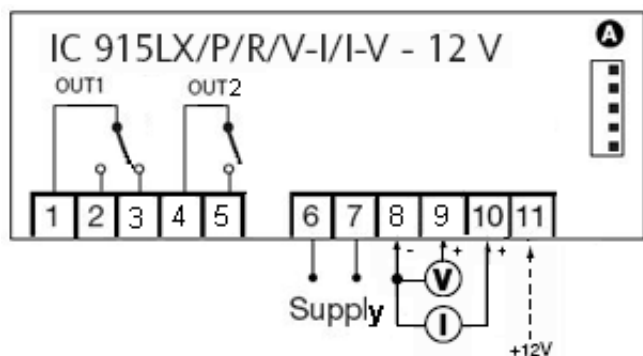 IC 915LX/P/R/V-I/I-V - 12 V
A
OUT1 OUT2
1 2 3 4 5 6 7 8 9 10 11
- + +
V
Supply
I
+12V